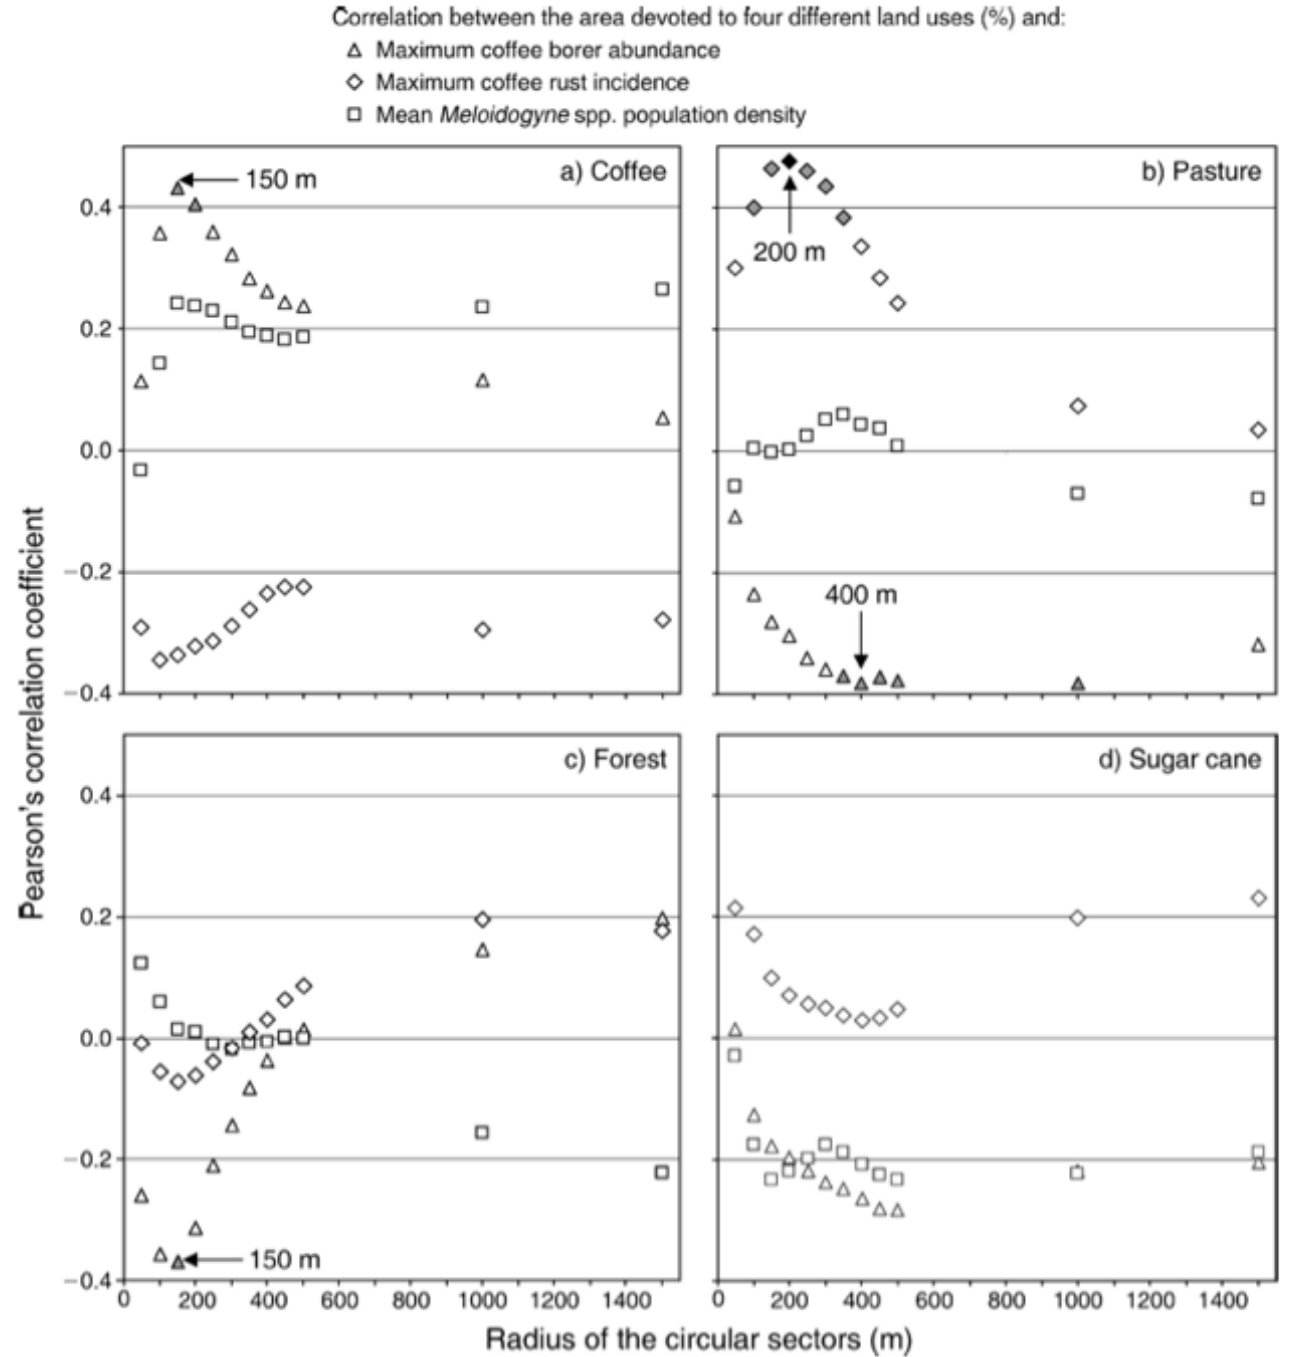 Correlation between the area devoted to four different land uses (%) and:
Maximum coffee borer abundance
Maximum coffee rust incidence
Mean Meloidogyne spp. population density
Pearson's correlation coefficient
a) Coffee
150 m
0.4
0.2
0.0
−0.2
−0.4
b) Pasture
200 m
400 m
c) Forest
150 m
0.4
0.2
0.0
−0.2
−0.4
0 200 400 600 800 1000 1200 1400
d) Sugar cane
0 200 400 600 800 1000 1200 1400
Radius of the circular sectors (m)